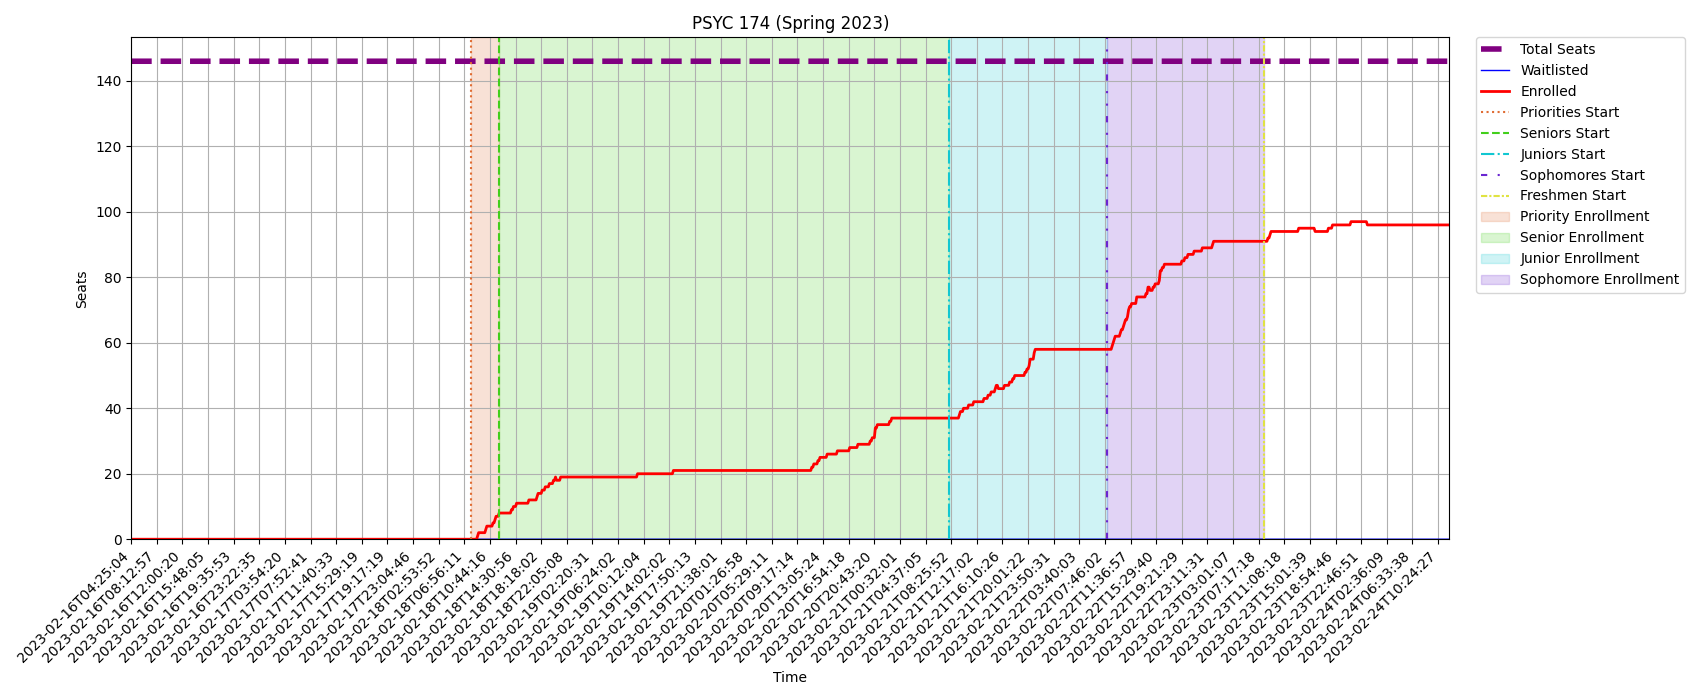 PSYC 174 (Spring 2023)
Total Seats
Waitlisted
Enrolled
Priorities Start
Seniors Start
Juniors Start
Sophomores Start
Freshmen Start
Priority Enrollment
Senior Enrollment
Junior Enrollment
Sophomore Enrollment
Seats
140
120
100
80
60
40
20
0
2023-02-16T04:25:04
2023-02-16T08:12:57
2023-02-16T12:00:20
2023-02-16T15:48:05
2023-02-16T19:35:53
2023-02-16T23:22:35
2023-02-17T03:54:20
2023-02-17T07:52:41
2023-02-17T11:40:33
2023-02-17T15:29:19
2023-02-17T19:17:19
2023-02-17T23:04:46
2023-02-18T02:53:52
2023-02-18T06:56:11
2023-02-18T10:44:16
2023-02-18T14:30:56
2023-02-18T18:18:02
2023-02-18T22:05:08
2023-02-19T02:20:31
2023-02-19T06:24:02
2023-02-19T10:12:04
2023-02-19T14:02:02
2023-02-19T17:50:13
2023-02-19T21:38:01
2023-02-20T01:26:58
2023-02-20T05:29:11
2023-02-20T09:17:14
2023-02-20T13:05:24
2023-02-20T16:54:18
2023-02-20T20:43:20
2023-02-21T00:32:01
2023-02-21T04:37:05
2023-02-21T08:25:52
2023-02-21T12:17:02
2023-02-21T16:10:26
2023-02-21T20:01:22
2023-02-21T23:50:31
2023-02-22T03:40:03
2023-02-22T07:46:02
2023-02-22T11:36:57
2023-02-22T15:29:40
2023-02-22T19:21:29
2023-02-22T23:11:31
2023-02-23T03:01:07
2023-02-23T07:17:18
2023-02-23T11:08:18
2023-02-23T15:01:39
2023-02-23T18:54:46
2023-02-23T22:46:51
2023-02-24T02:36:09
2023-02-24T06:33:38
2023-02-24T10:24:27
Time